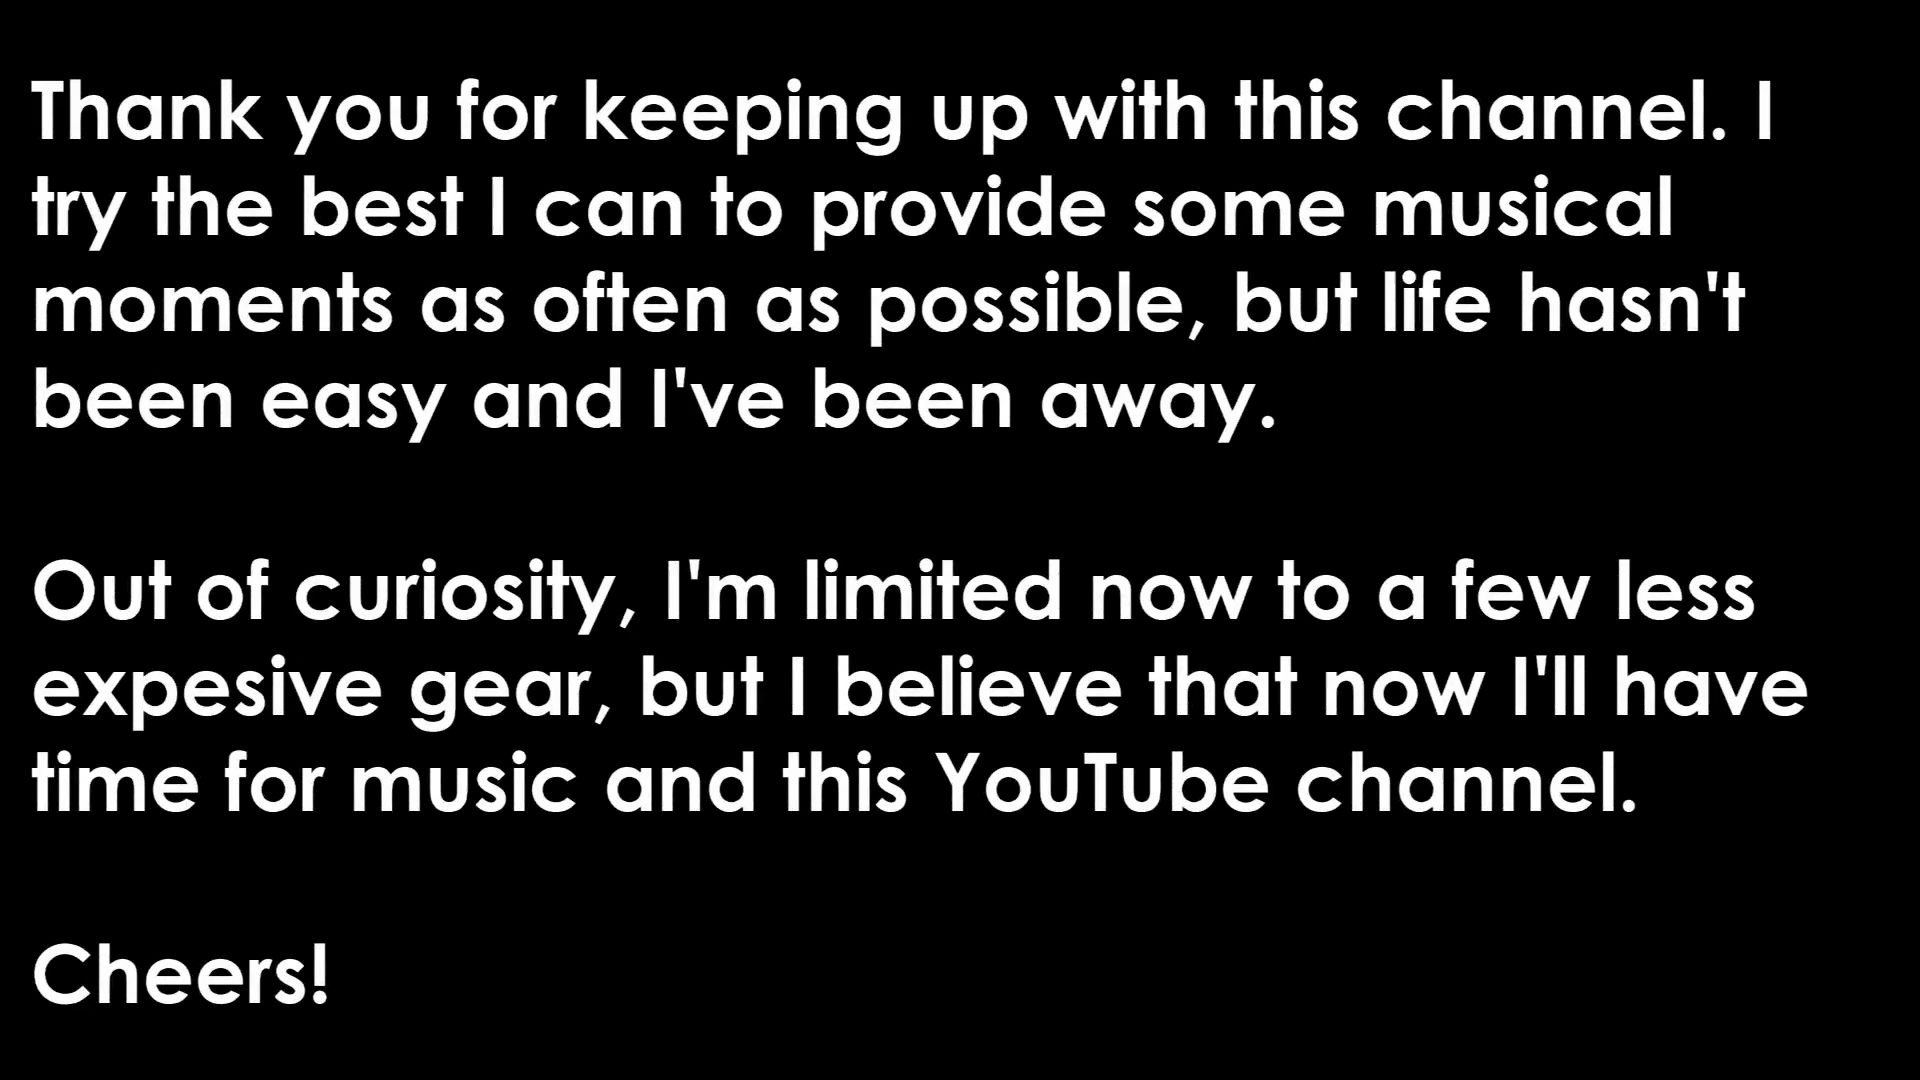 Thank you for keeping up with this channel. I
try the best I can to provide some musical
moments as often as possible, but life hasn't
been easy and I've been away.
Out of curiosity, I'm limited now to a few less
expesive gear, but I believe that now I'll have
time for music and this YouTube channel.
Cheers!